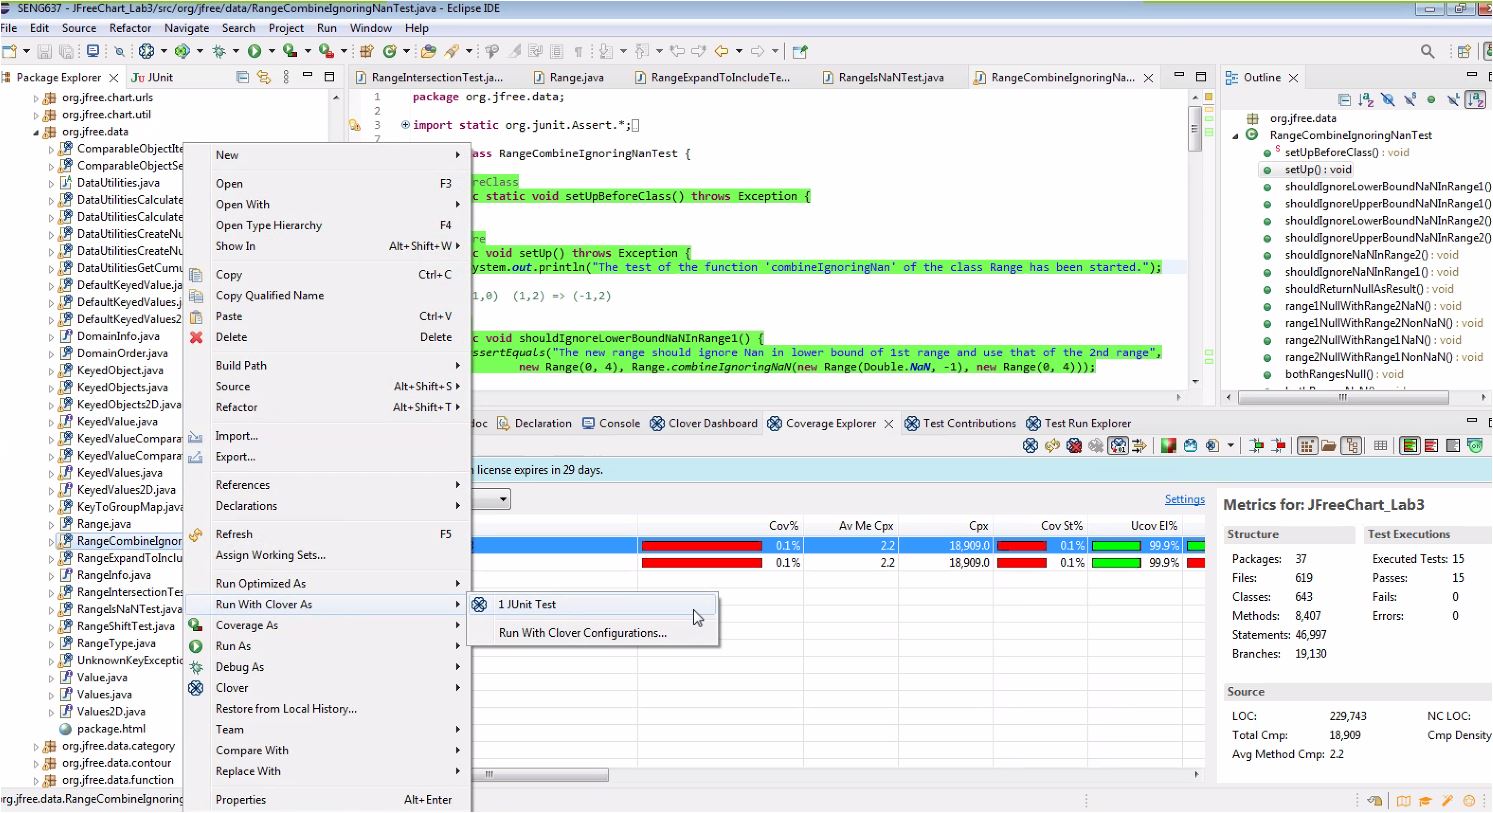 SENG637 - JFreeChart_Lab3/src/org/jfree/data/RangeCombineIgnoringNanTest.java - Eclipse IDE
File Edit Source Refactor Navigate Search Project Run Window Help
Package Explorer
JUnit
org.jfree.chart.urls
org.jfree.chart.util
org.jfree.data
ComparableObjectIte
ComparableObjectSe
DataUtilities.java
DataUtilitiesCalculate
DataUtilitiesCalculate
DataUtilitiesCreateNu
DataUtilitiesCreateNu
DataUtilitiesGetCumu
DefaultKeyedValue.ja
DefaultKeyedValues.j
DefaultKeyedValues2
DomainInfo.java
DomainOrder.java
KeyedObject.java
KeyedObjects.java
KeyedObjects2D.java
KeyedValue.java
KeyedValueCompara
KeyedValueCompara
KeyedValues.java
KeyedValues2D.java
KeyToGroupMap.java
Range.java
RangeCombineIgnor
RangeExpandToInclu
RangeInfo.java
RangeIntersectionTes
RangeIsNaNTest.java
RangeShiftTest.java
RangeType.java
UnknownKeyExceptio
Value.java
Values.java
Values2D.java
package.html
org.jfree.data.category
org.jfree.data.contour
org.jfree.data.function
org.jfree.data.RangeCombineIgnoring
New
Open F3
Open With
Open Type Hierarchy F4
Show In Alt+Shift+W
Copy Ctrl+C
Copy Qualified Name
Paste Ctrl+V
Delete Delete
Build Path
Source Alt+Shift+S
Refactor Alt+Shift+T
Import...
Export...
References
Declarations
Refresh F5
Assign Working Sets...
Run Optimized As
Run With Clover As
Coverage As
Run As
Debug As
Clover
Restore from Local History...
Team
Compare With
Replace With
Properties Alt+Enter
1 JUnit Test
Run With Clover Configurations...
RangeIntersectionTest.ja... Range.java RangeExpandToIncludeTe... RangeIsNaNTest.java RangeCombineIgnoringNa...
1 package org.jfree.data;
2
3 import static org.junit.Assert.*;
7
ass RangeCombineIgnoringNanTest {
reClass
c static void setUpBeforeClass() throws Exception {
re
c void setUp() throws Exception {
ystem.out.println("The test of the function 'combineIgnoringNan' of the class Range has been started.");
1,0)  (1,2) => (-1,2)
c void shouldIgnoreLowerBoundNaNInRange1() {
ssertEquals("The new range should ignore Nan in lower bound of 1st range and use that of the 2nd range",
new Range(0, 4), Range.combineIgnoringNaN(new Range(Double.NaN, -1), new Range(0, 4)));
Outline
org.jfree.data
RangeCombineIgnoringNanTest
setUpBeforeClass() : void
setUp() : void
shouldIgnoreLowerBoundNaNInRange1()
shouldIgnoreUpperBoundNaNInRange1()
shouldIgnoreLowerBoundNaNInRange2()
shouldIgnoreUpperBoundNaNInRange2()
shouldIgnoreNaNInRange2() : void
shouldIgnoreNaNInRange1() : void
shouldReturnNullAsResult() : void
range1NullWithRange2NaN() : void
range1NullWithRange2NonNaN() : void
range2NullWithRange1NaN() : void
range2NullWithRange1NonNaN() : void
bothRangesNull() : void
doc Declaration Console Clover Dashboard Coverage Explorer Test Contributions Test Run Explorer
license expires in 29 days.
Settings
Cov% Av Me Cpx Cpx Cov St% Ucov El%
0.1% 2.2 18,909.0 0.1% 99.9%
0.1% 2.2 18,909.0 0.1% 99.9%
Metrics for: JFreeChart_Lab3
Structure
Packages: 37
Files: 619
Classes: 643
Methods: 8,407
Statements: 46,997
Branches: 19,130
Test Executions
Executed Tests: 15
Passes: 15
Fails: 0
Errors: 0
Source
LOC: 229,743
Total Cmp: 18,909
Avg Method Cmp: 2.2
NC LOC:
Cmp Density